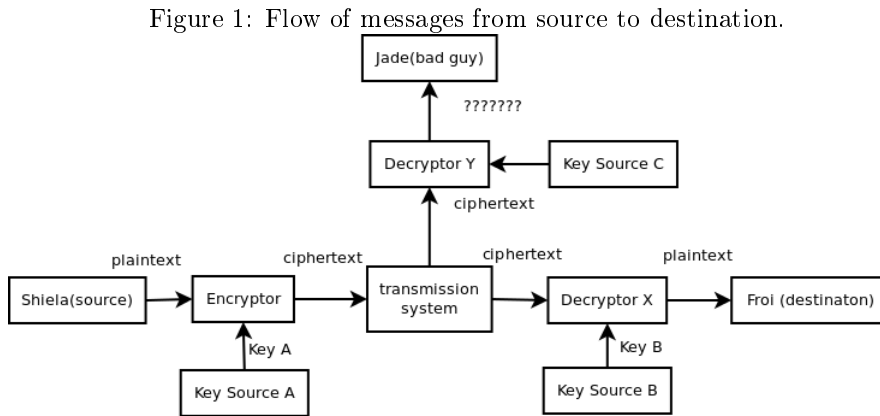 Figure 1: Flow of messages from source to destination.
Jade(bad guy)
???????
Decryptor Y
Key Source C
ciphertext
plaintext
ciphertext
ciphertext
plaintext
Shiela(source)
Encryptor
transmission
system
Decryptor X
Froi (destinaton)
Key A
Key B
Key Source A
Key Source B